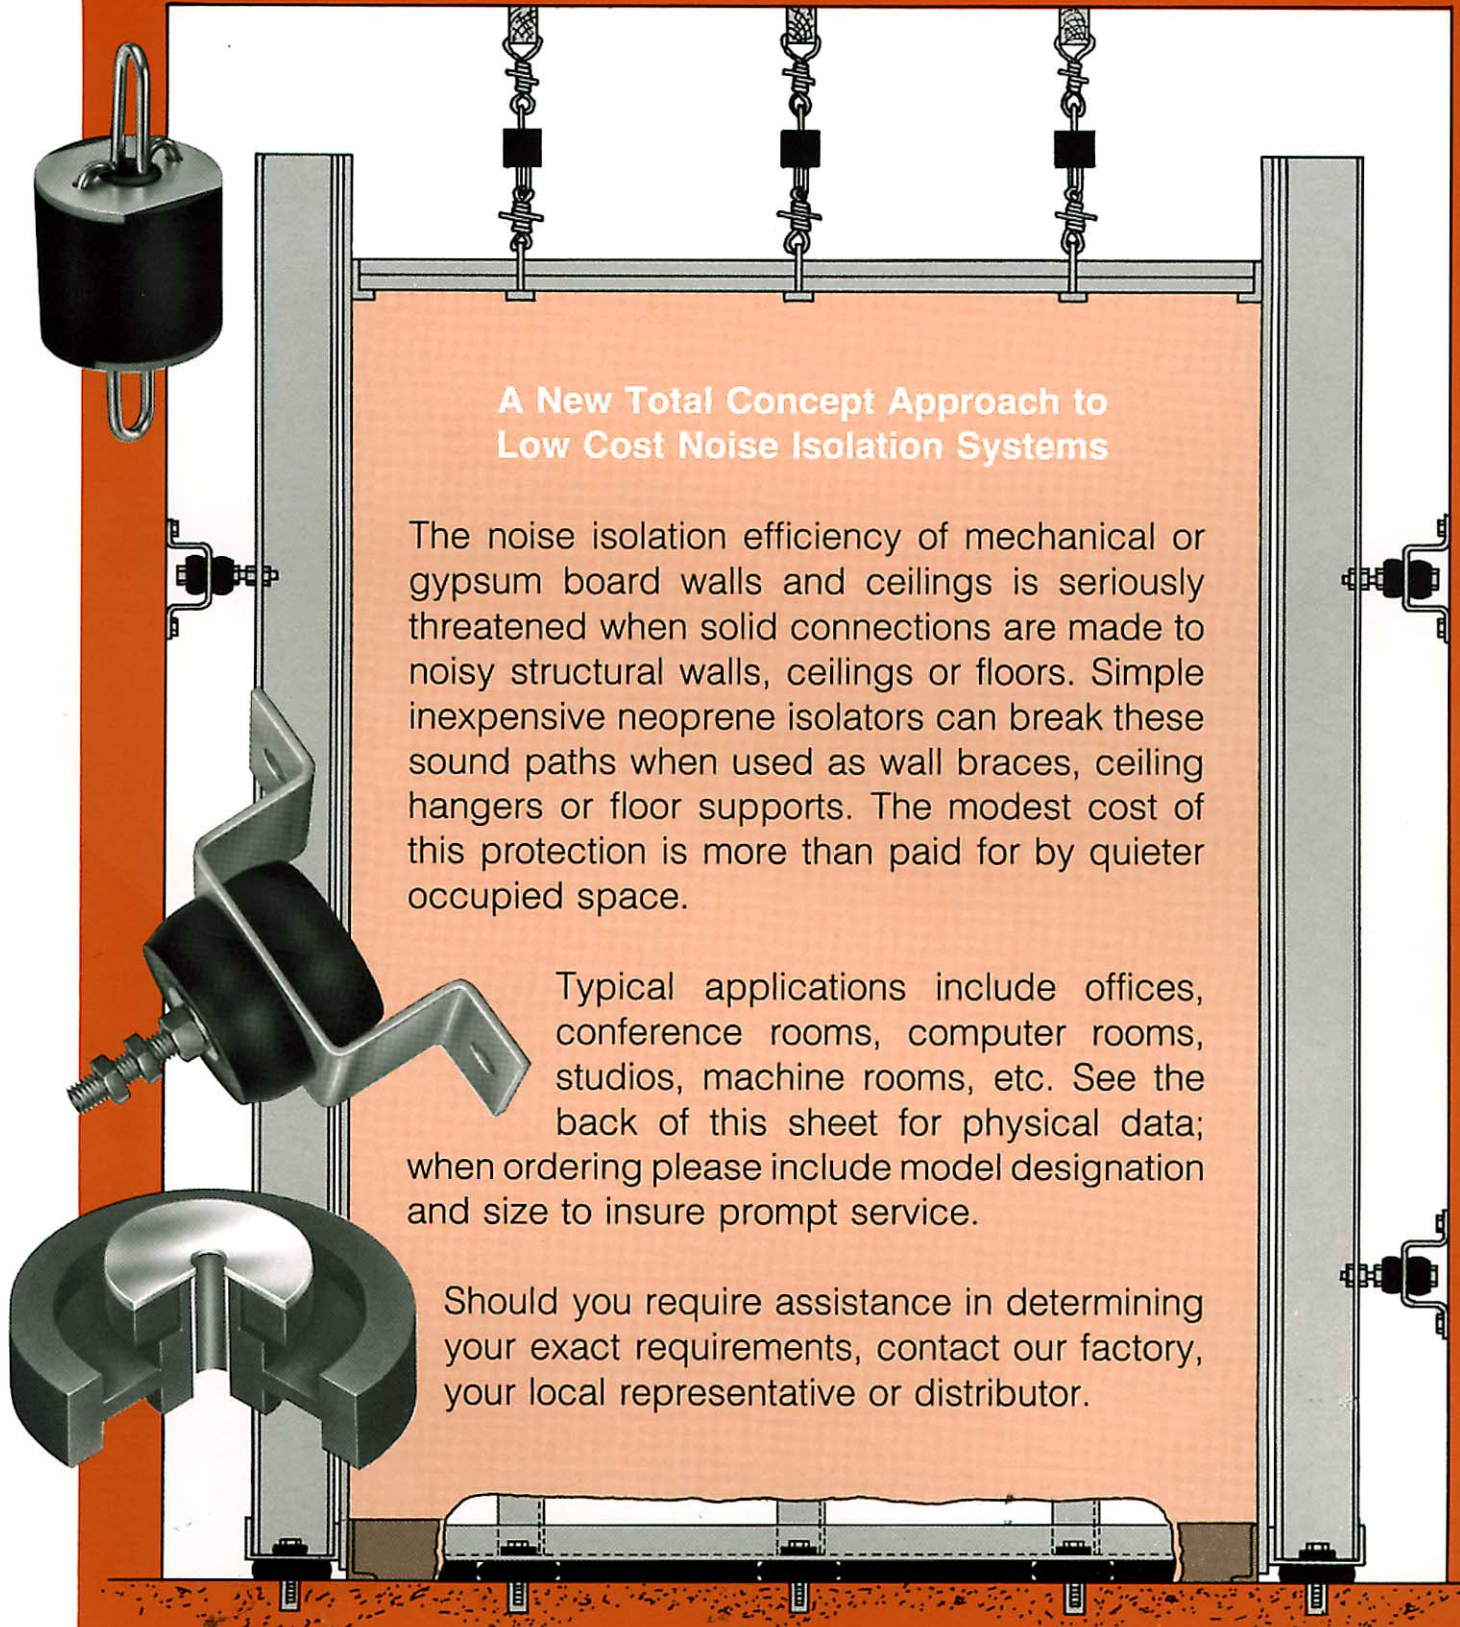 A New Total Concept Approach to
Low Cost Noise Isolation Systems
The noise isolation efficiency of mechanical or
gypsum board walls and ceilings is seriously
threatened when solid connections are made to
noisy structural walls, ceilings or floors. Simple
inexpensive neoprene isolators can break these
sound paths when used as wall braces, ceiling
hangers or floor supports. The modest cost of
this protection is more than paid for by quieter
occupied space.
Typical applications include offices,
conference rooms, computer rooms,
studios, machine rooms, etc. See the
back of this sheet for physical data;
when ordering please include model designation
and size to insure prompt service.
Should you require assistance in determining
your exact requirements, contact our factory,
your local representative or distributor.